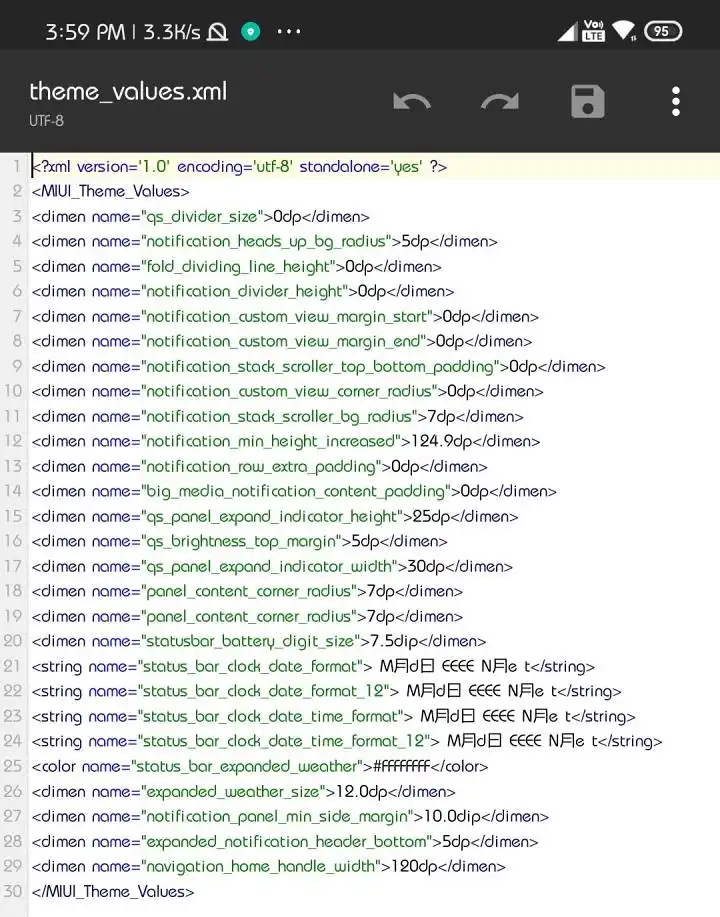 3:59 PM | 3.3K/s ... Vo) LTE 95
theme_values.xml
UTF-8
1 <?xml version='1.0' encoding='utf-8' standalone='yes' ?>
2 <MIUI_Theme_Values>
3 <dimen name="qs_divider_size">0dp</dimen>
4 <dimen name="notification_heads_up_bg_radius">5dp</dimen>
5 <dimen name="fold_dividing_line_height">0dp</dimen>
6 <dimen name="notification_divider_height">0dp</dimen>
7 <dimen name="notification_custom_view_margin_start">0dp</dimen>
8 <dimen name="notification_custom_view_margin_end">0dp</dimen>
9 <dimen name="notification_stack_scroller_top_bottom_padding">0dp</dimen>
10 <dimen name="notification_custom_view_corner_radius">0dp</dimen>
11 <dimen name="notification_stack_scroller_bg_radius">7dp</dimen>
12 <dimen name="notification_min_height_increased">124.9dp</dimen>
13 <dimen name="notification_row_extra_padding">0dp</dimen>
14 <dimen name="big_media_notification_content_padding">0dp</dimen>
15 <dimen name="qs_panel_expand_indicator_height">25dp</dimen>
16 <dimen name="qs_brightness_top_margin">5dp</dimen>
17 <dimen name="qs_panel_expand_indicator_width">30dp</dimen>
18 <dimen name="panel_content_corner_radius">7dp</dimen>
19 <dimen name="panel_content_corner_radius">7dp</dimen>
20 <dimen name="statusbar_battery_digit_size">7.5dip</dimen>
21 <string name="status_bar_clock_date_format"> M月d日 EEEE N月e t</string>
22 <string name="status_bar_clock_date_format_12"> M月d日 EEEE N月e t</string>
23 <string name="status_bar_clock_date_time_format"> M月d日 EEEE N月e t</string>
24 <string name="status_bar_clock_date_time_format_12"> M月d日 EEEE N月e t</string>
25 <color name="status_bar_expanded_weather">#ffffffff</color>
26 <dimen name="expanded_weather_size">12.0dp</dimen>
27 <dimen name="notification_panel_min_side_margin">10.0dip</dimen>
28 <dimen name="expanded_notification_header_bottom">5dp</dimen>
29 <dimen name="navigation_home_handle_width">120dp</dimen>
30 </MIUI_Theme_Values>